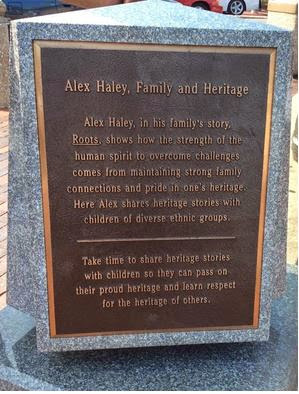 Alex Haley, Family and Heritage
Alex Haley, in his family's story,
Roots, shows how the strength of the
human spirit to overcome challenges
comes from maintaining strong family
connections and pride in one's heritage.
Here Alex shares heritage stories with
children of diverse ethnic groups.
Take time to share heritage stories
with children so they can pass on
their proud heritage and learn respect
for the heritage of others.